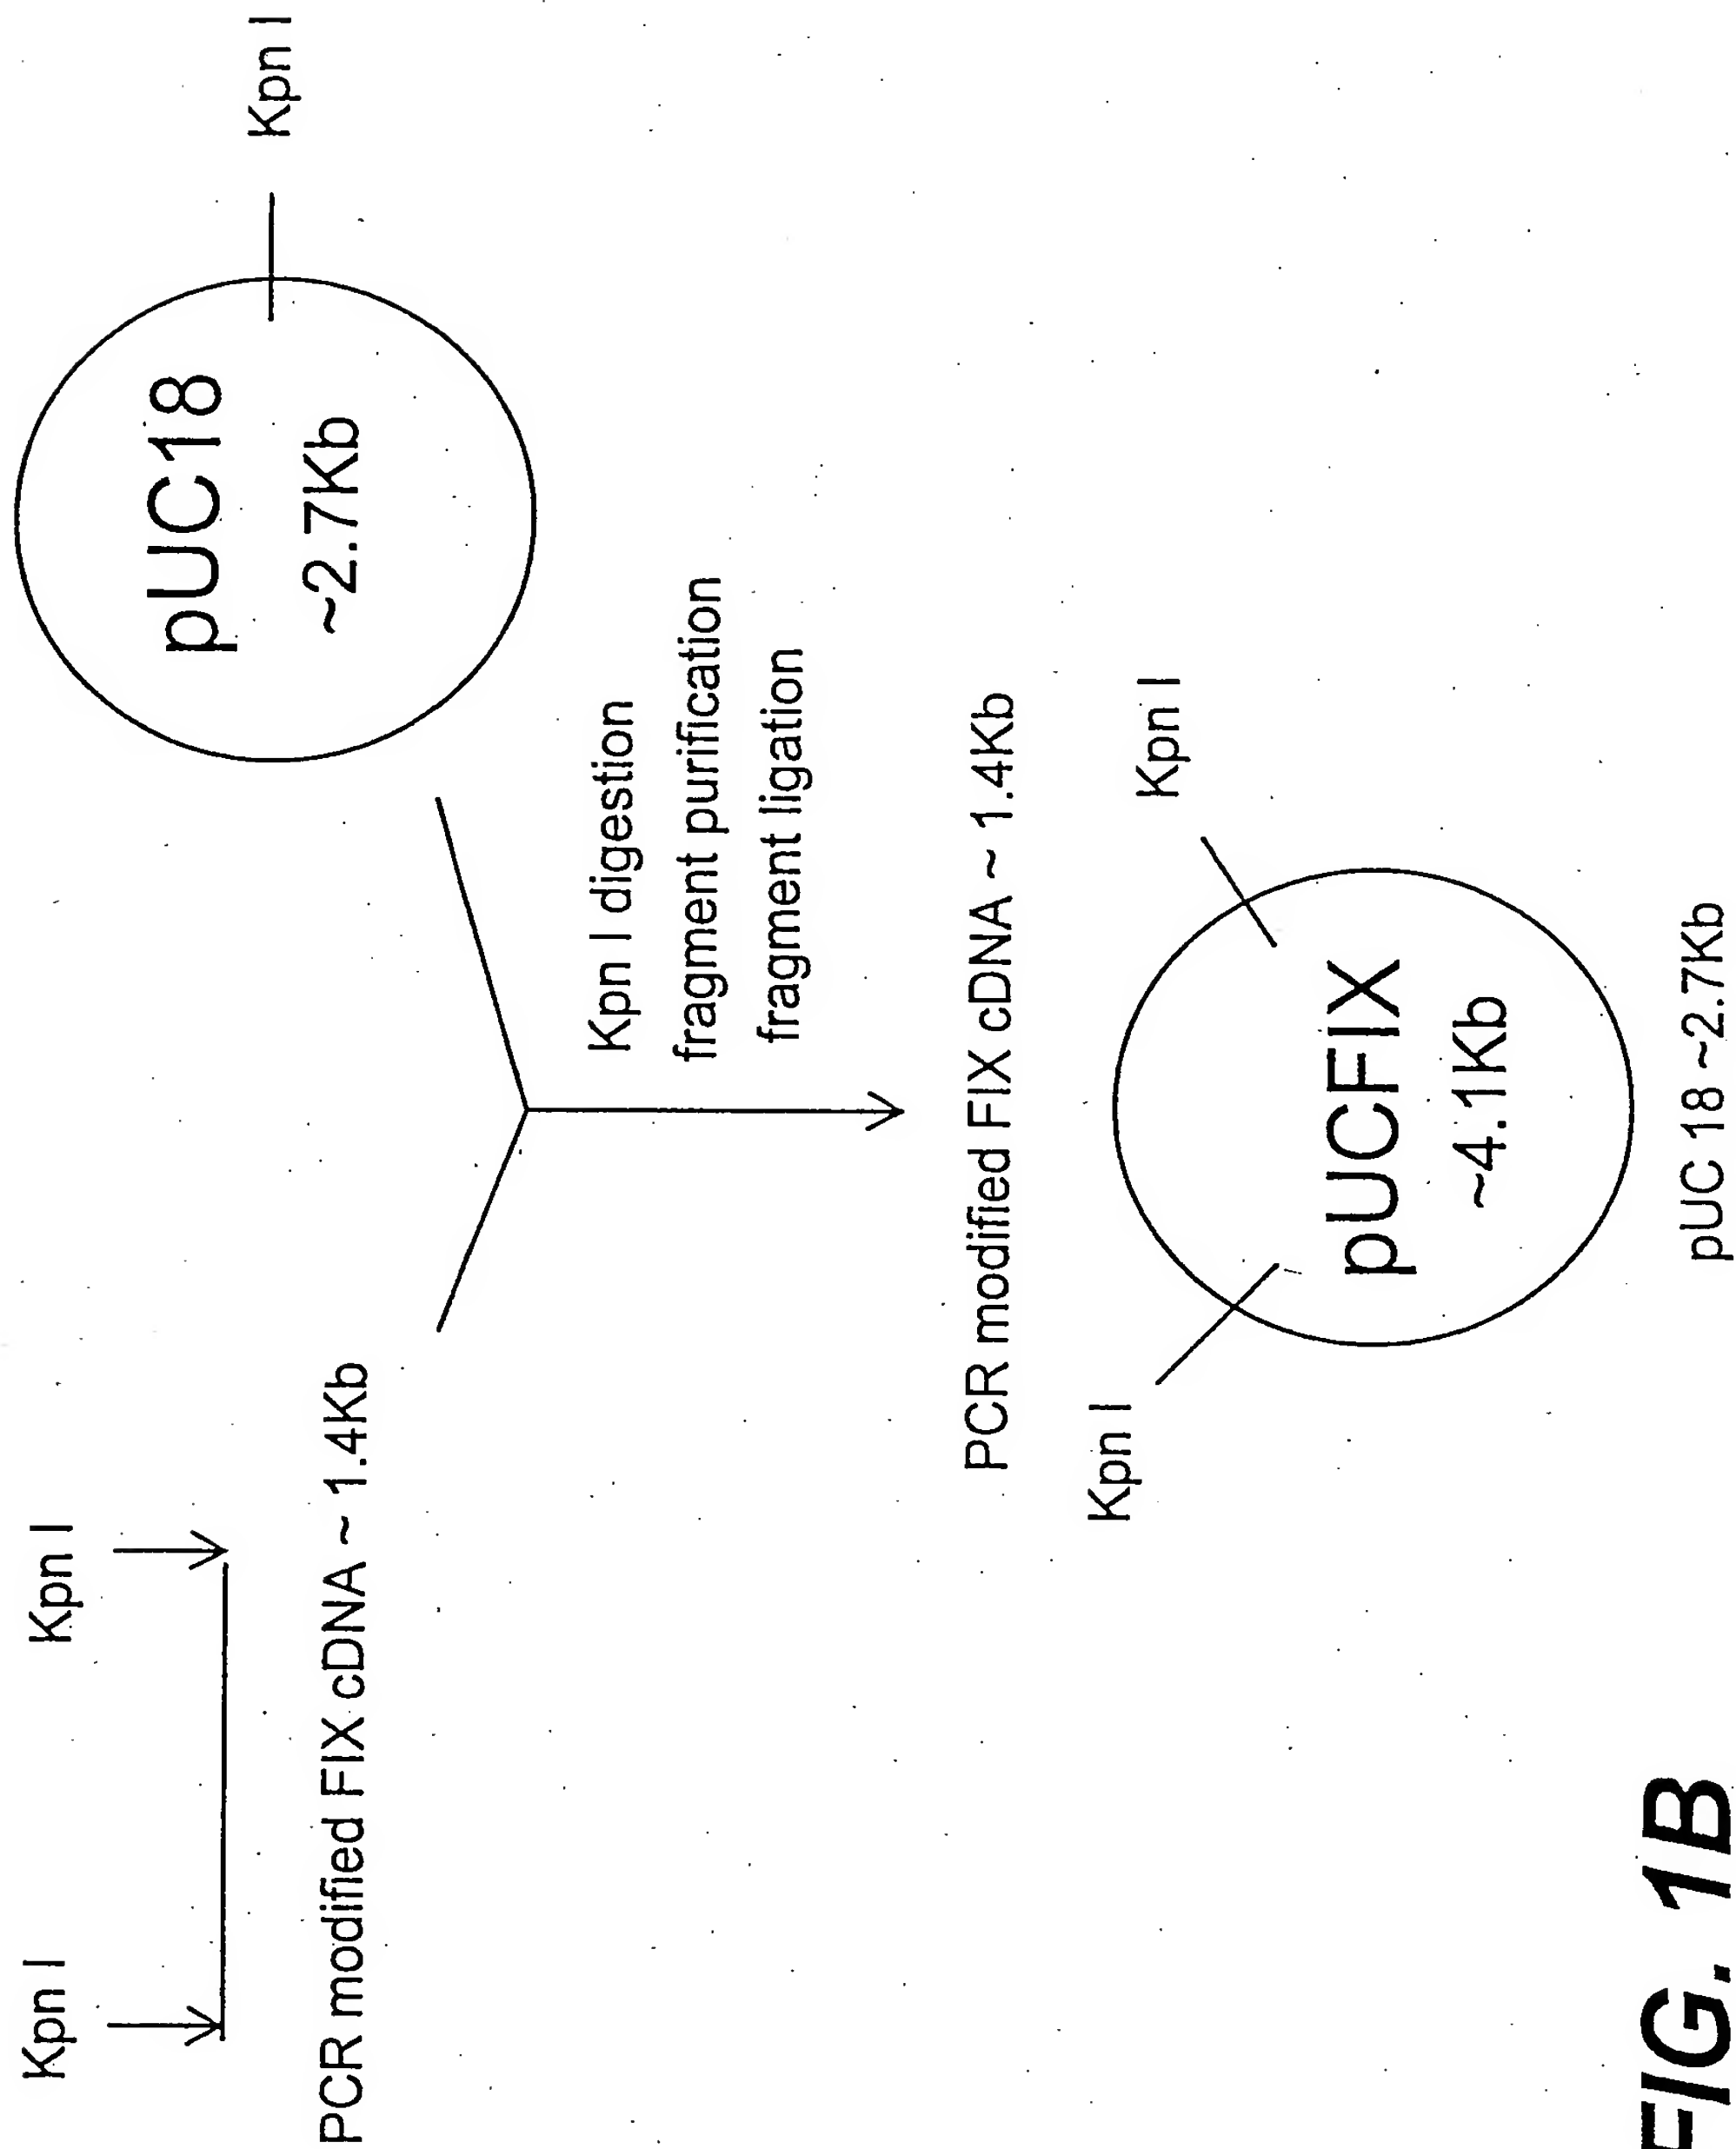 Kpn I
Kpn I
PCR modified FIX cDNA ~ 1.4Kb
pUC18
~2.7Kb
Kpn I
Kpn I digestion
fragment purification
fragment ligation
PCR modified FIX cDNA ~ 1.4Kb
Kpn I
Kpn I
pUCFIX
~4.1Kb
pUC 18 ~2.7Kb
FIG. 1B